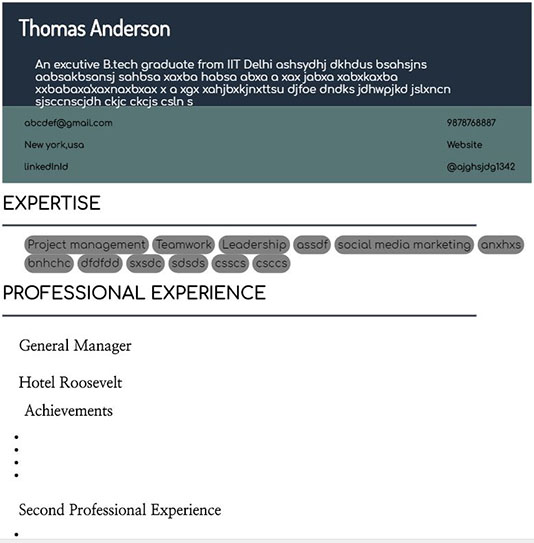 Thomas Anderson
An excutive B.tech graduate from IIT Delhi ashsydhj dkhdus bsahsjns
aabsakbsansj sahbsa xaxba habsa abxa a xax jabxa xabxkaxba
xxbabaxa'xaxnaxbxax x a xgx xahjbxkjnxttsu djfoe dndks jdhwpjkd jslxncn
sjsccnscjdh ckjc ckcjs csln s
abcdef@gmail.com 9878768887
New york,usa Website
linkedInId @ajghsjdg1342
EXPERTISE
Project management Teamwork Leadership assdf social media marketing anxhxs
bnhchc dfdfdd sxsdc sdsds csscs csccs
PROFESSIONAL EXPERIENCE
General Manager
Hotel Roosevelt
Achievements
Second Professional Experience